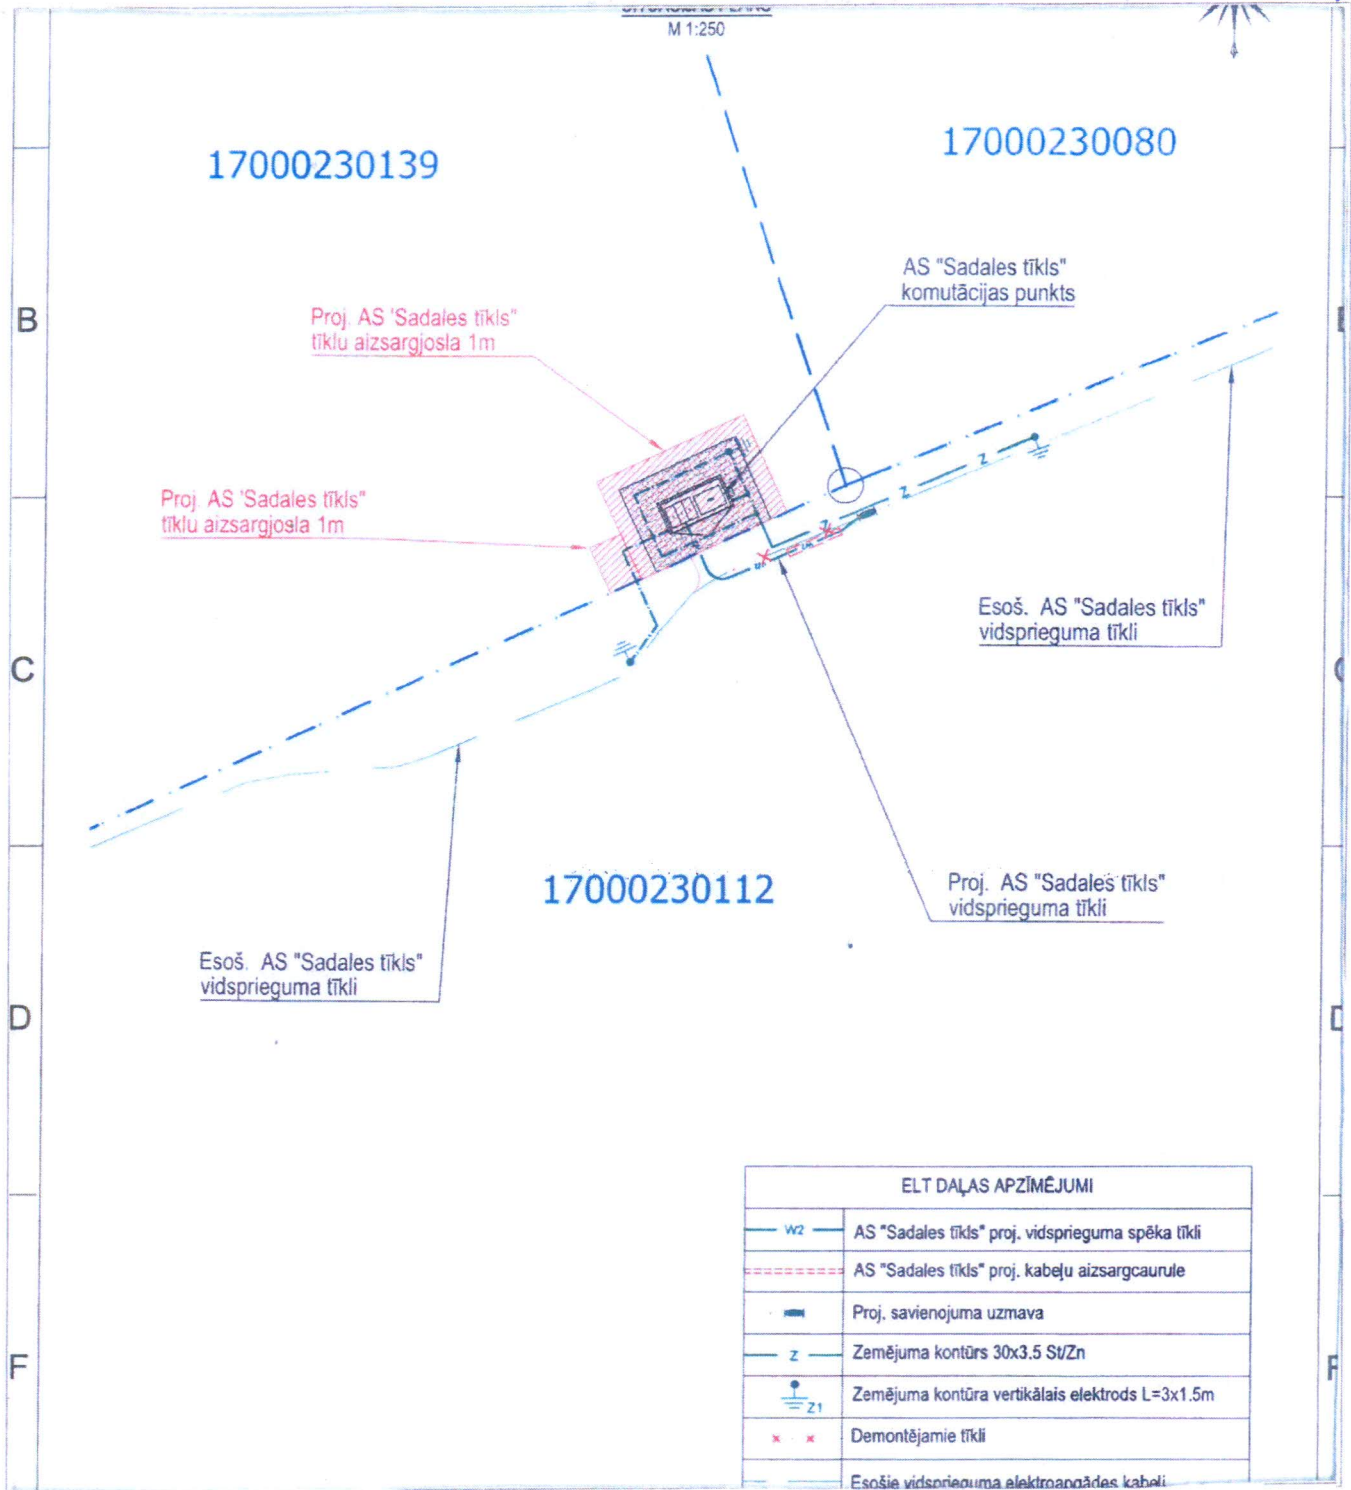 M 1:250
17000230139
17000230080
AS "Sadales tīkls"
komutācijas punkts
Proj. AS 'Sadales tīkls"
tīklu aizsargjosla 1m
B
Proj. AS 'Sadales tīkls"
tīklu aizsargjosla 1m
Z
Z
Z
Esoš. AS "Sadales tīkls"
vidsprieguma tīkli
C
17000230112
Proj. AS "Sadales tīkls"
vidsprieguma tīkli
Esoš. AS "Sadales tīkls"
vidsprieguma tīkli
D
ELT DAĻAS APZĪMĒJUMI
W2 AS "Sadales tīkls" proj. vidsprieguma spēka tīkli
AS "Sadales tīkls" proj. kabeļu aizsargcaurule
Proj. savienojuma uzmava
Z Zemējuma kontūrs 30x3.5 St/Zn
Z1 Zemējuma kontūra vertikālais elektrods L=3x1.5m
F
Demontējamie tīkli
Esošie vidsprieguma elektroapgādes kabeļi